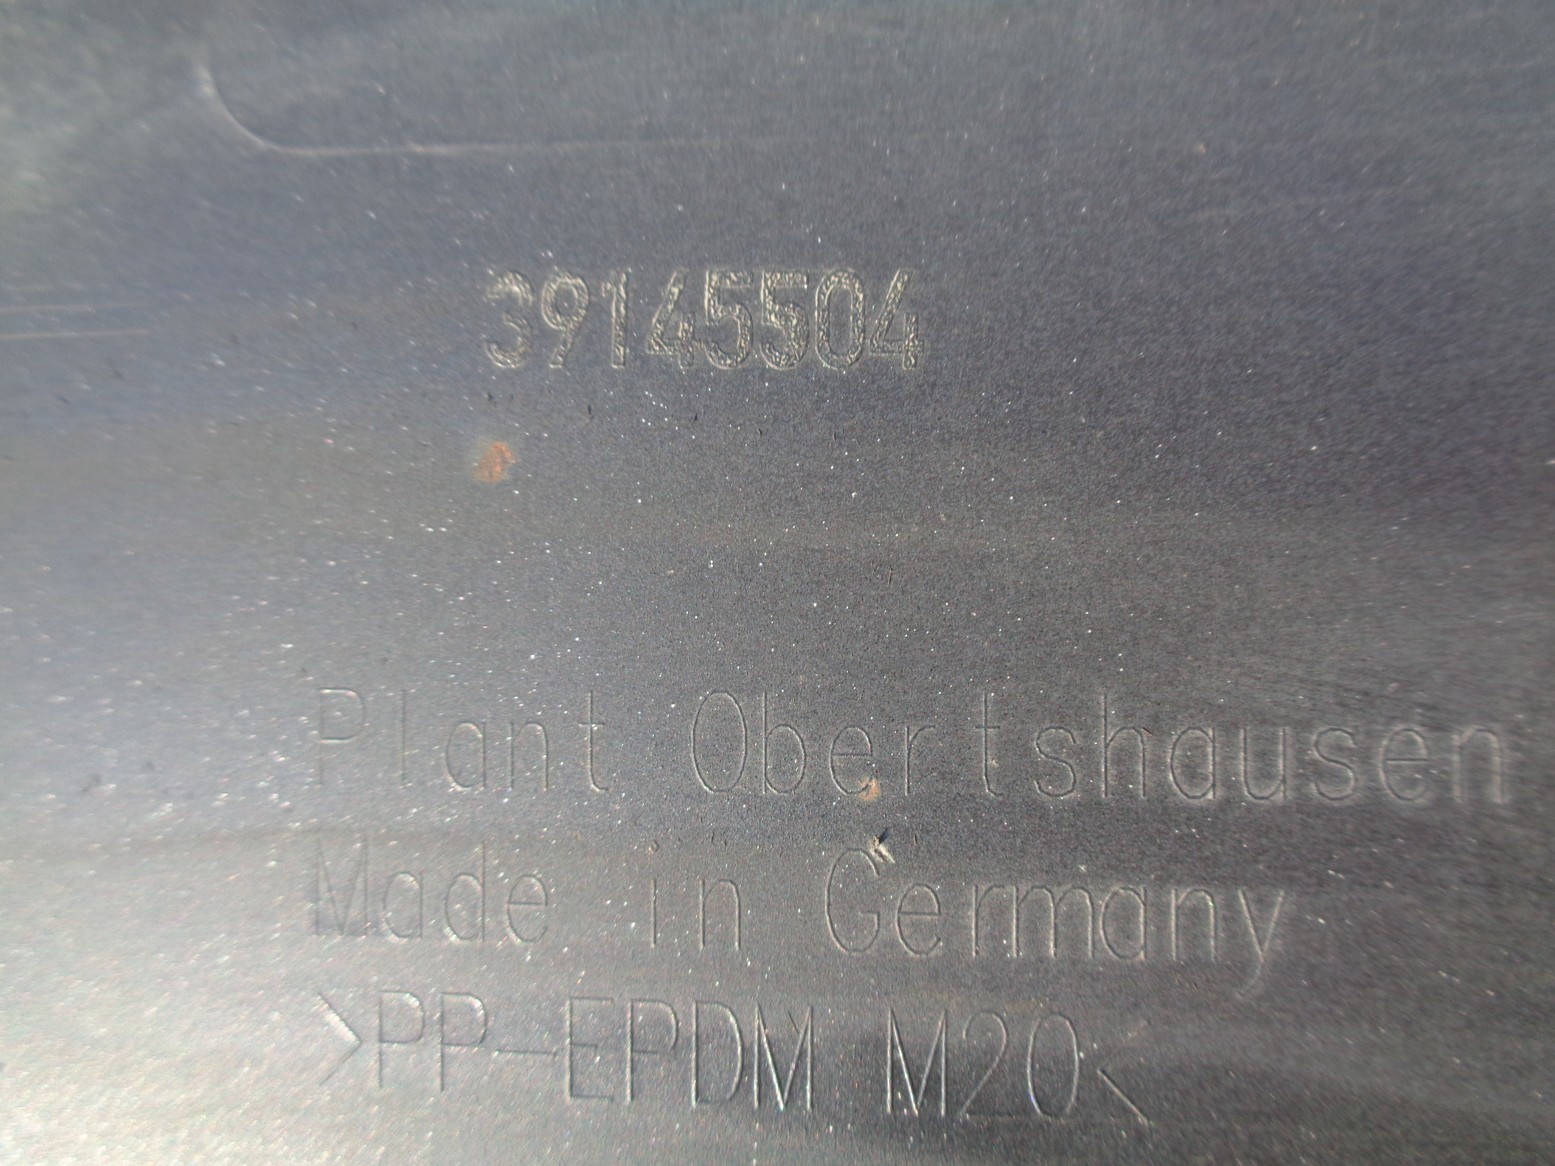 39145504
Plant Obertshausen
Made in Germany
>PP-EPDM M20<